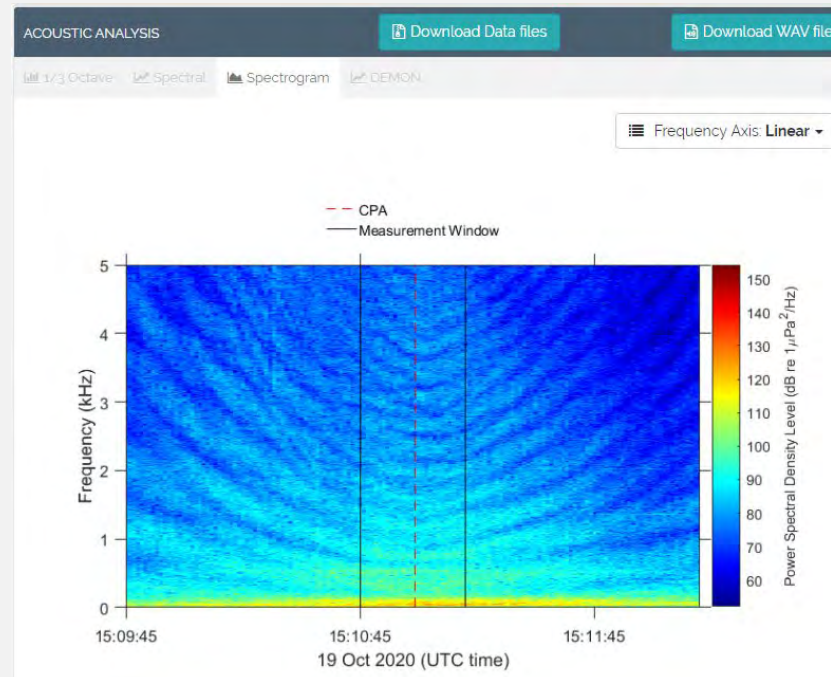 ACOUSTIC ANALYSIS
Download Data files
Download WAV file
1/3 Octave
Spectral
Spectrogram
DEMON
Frequency Axis: Linear
CPA
Measurement Window
5
4
3
2
1
0
Frequency (kHz)
15:09:45
15:10:45
15:11:45
19 Oct 2020 (UTC time)
150
140
130
120
110
100
90
80
70
60
Power Spectral Density Level (dB re 1μPa²/Hz)